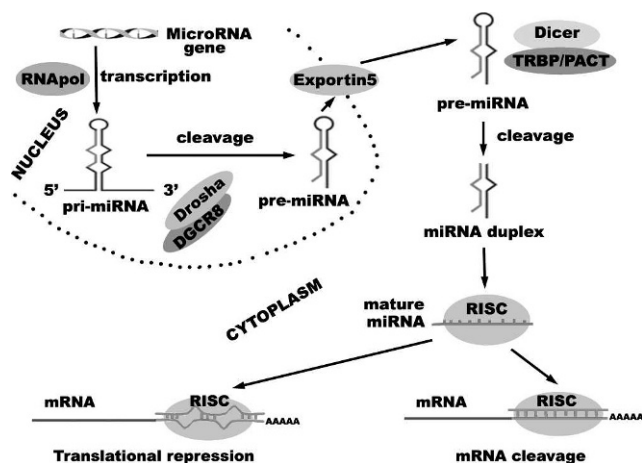 MicroRNA
gene
RNApol
transcription
NUCLEUS
5’
3’
pri-miRNA
cleavage
Drosha
DGCR8
pre-miRNA
Exportin5
pre-miRNA
Dicer
TRBP/PACT
cleavage
miRNA duplex
CYTOPLASM
mature
miRNA
RISC
mRNA
RISC
AAAAA
Translational repression
mRNA
RISC
AAAAA
mRNA cleavage